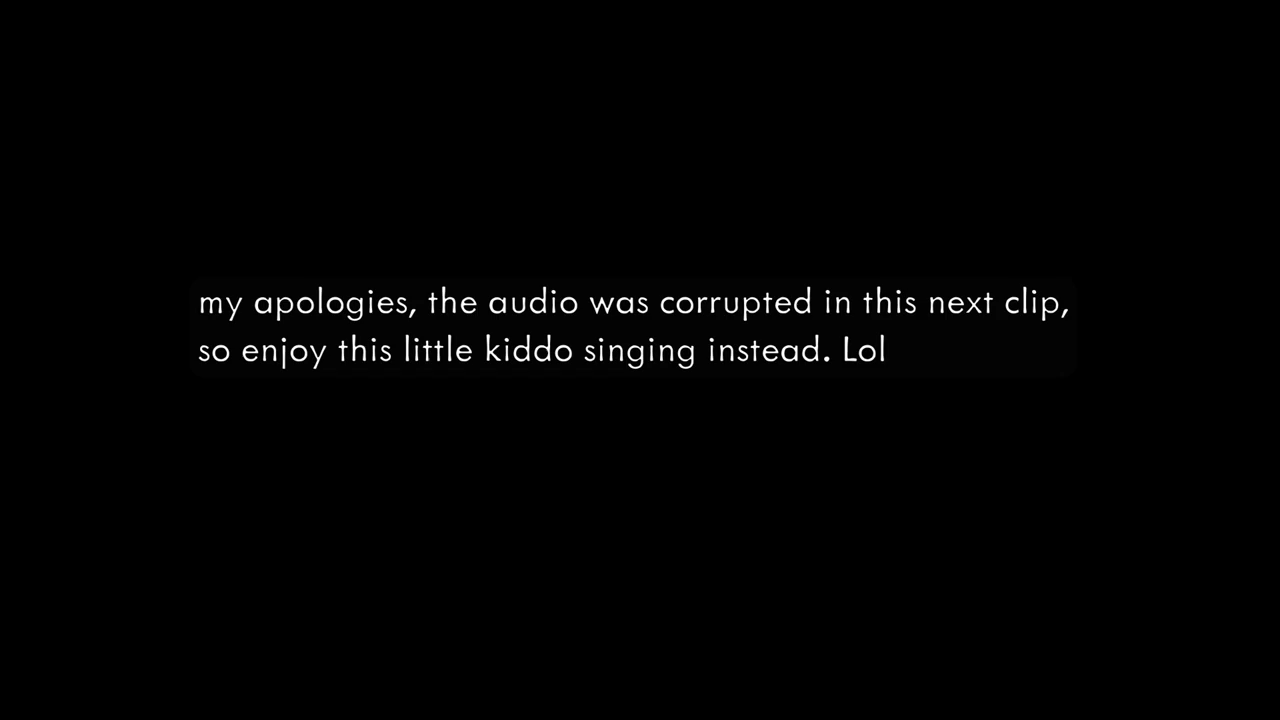 my apologies, the audio was corrupted in this next clip,
so enjoy this little kiddo singing instead. Lol